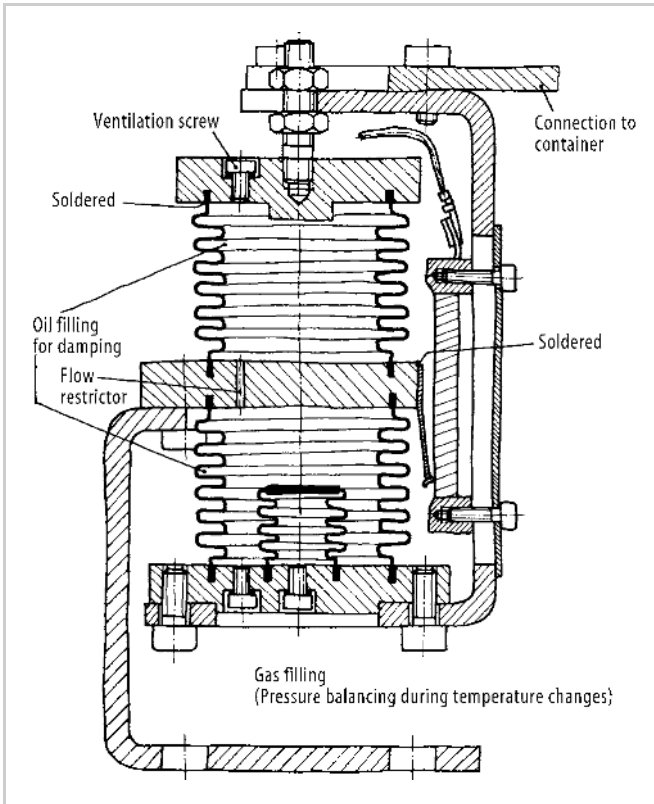 Ventilation screw
Connection to
container
Soldered
Oil filling
for damping
Flow
restrictor
Soldered
Gas filling
(Pressure balancing during temperature changes)